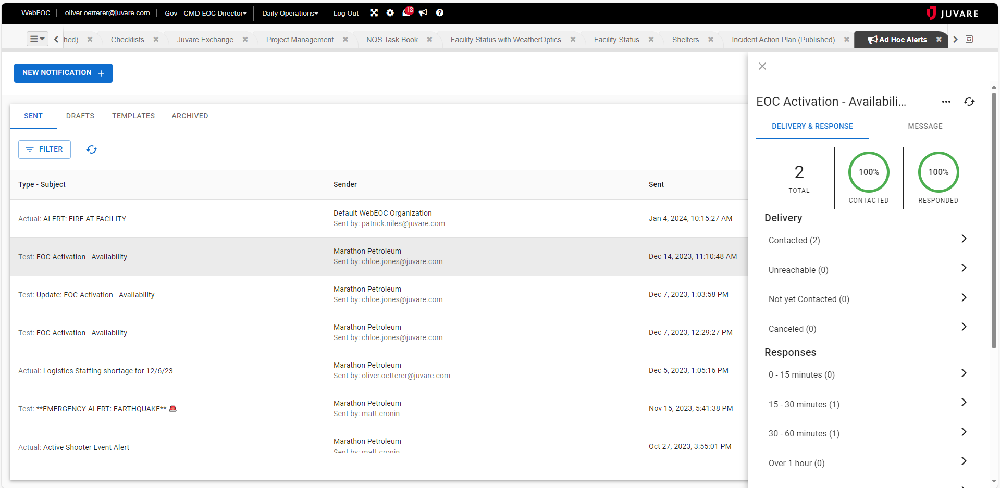 WebEOC oliver.oetterer@juvare.com Gov - CMD EOC Director Daily Operations Log Out 18 JUVARE
hed) Checklists Juvare Exchange Project Management NQS Task Book Facility Status with WeatherOptics Facility Status Shelters Incident Action Plan (Published) Ad Hoc Alerts
NEW NOTIFICATION +
SENT DRAFTS TEMPLATES ARCHIVED
FILTER
Type - Subject Sender Sent
Actual: ALERT: FIRE AT FACILITY
Default WebEOC Organization
Sent by: patrick.niles@juvare.com
Jan 4, 2024, 10:15:27 AM
Test: EOC Activation - Availability
Marathon Petroleum
Sent by: chloe.jones@juvare.com
Dec 14, 2023, 11:10:48 AM
Test: Update: EOC Activation - Availability
Marathon Petroleum
Sent by: chloe.jones@juvare.com
Dec 7, 2023, 1:03:58 PM
Test: EOC Activation - Availability
Marathon Petroleum
Sent by: chloe.jones@juvare.com
Dec 7, 2023, 12:29:27 PM
Actual: Logistics Staffing shortage for 12/6/23
Marathon Petroleum
Sent by: oliver.oetterer@juvare.com
Dec 5, 2023, 1:05:16 PM
Test: **EMERGENCY ALERT: EARTHQUAKE** 🚨
Marathon Petroleum
Sent by: matt.cronin
Nov 15, 2023, 5:41:38 PM
Actual: Active Shooter Event Alert
Marathon Petroleum
Sent by: matt.cronin
Oct 27, 2023, 3:55:01 PM
EOC Activation - Availabili...
DELIVERY & RESPONSE MESSAGE
2
TOTAL
100%
CONTACTED
100%
RESPONDED
Delivery
Contacted (2)
Unreachable (0)
Not yet Contacted (0)
Canceled (0)
Responses
0 - 15 minutes (0)
15 - 30 minutes (1)
30 - 60 minutes (1)
Over 1 hour (0)